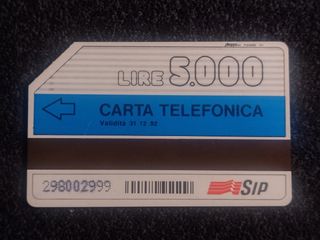 LIRE 5.000
CARTA TELEFONICA
Validità 31.12.92
298002999
SIP